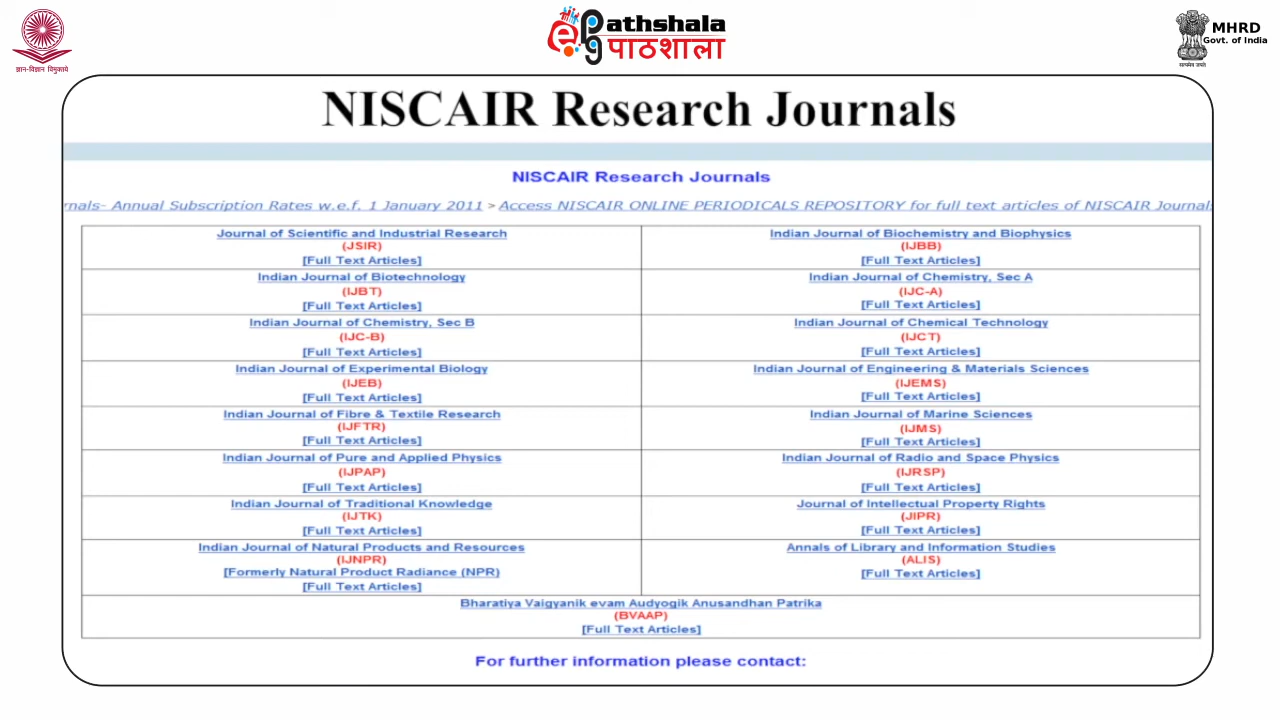 ज्ञान-विज्ञान विमुक्तये
ePathshala
पाठशाला
MHRD
Govt. of India
सत्यमेव जयते
NISCAIR Research Journals
NISCAIR Research Journals
rnals- Annual Subscription Rates w.e.f. 1 January 2011 > Access NISCAIR ONLINE PERIODICALS REPOSITORY for full text articles of NISCAIR Journals
Journal of Scientific and Industrial Research
(JSIR)
[Full Text Articles]
Indian Journal of Biochemistry and Biophysics
(IJBB)
[Full Text Articles]
Indian Journal of Biotechnology
(IJBT)
[Full Text Articles]
Indian Journal of Chemistry, Sec A
(IJC-A)
[Full Text Articles]
Indian Journal of Chemistry, Sec B
(IJC-B)
[Full Text Articles]
Indian Journal of Chemical Technology
(IJCT)
[Full Text Articles]
Indian Journal of Experimental Biology
(IJEB)
[Full Text Articles]
Indian Journal of Engineering & Materials Sciences
(IJEMS)
[Full Text Articles]
Indian Journal of Fibre & Textile Research
(IJFTR)
[Full Text Articles]
Indian Journal of Marine Sciences
(IJMS)
[Full Text Articles]
Indian Journal of Pure and Applied Physics
(IJPAP)
[Full Text Articles]
Indian Journal of Radio and Space Physics
(IJRSP)
[Full Text Articles]
Indian Journal of Traditional Knowledge
(IJTK)
[Full Text Articles]
Journal of Intellectual Property Rights
(JIPR)
[Full Text Articles]
Indian Journal of Natural Products and Resources
(IJNPR)
[Formerly Natural Product Radiance (NPR)
[Full Text Articles]
Annals of Library and Information Studies
(ALIS)
[Full Text Articles]
Bharatiya Vaigyanik evam Audyogik Anusandhan Patrika
(BVAAP)
[Full Text Articles]
For further information please contact: